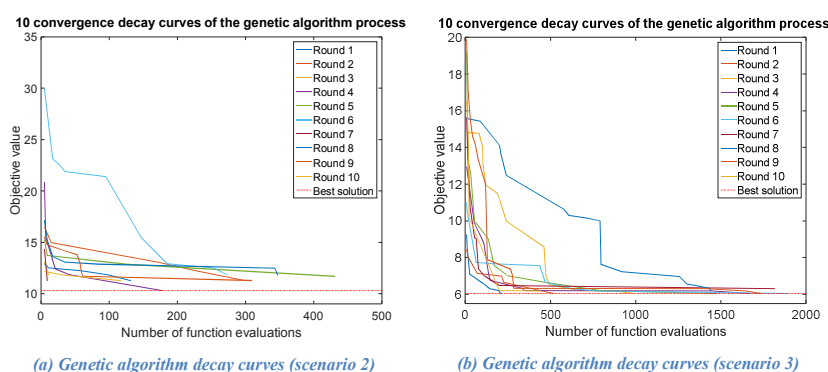 10 convergence decay curves of the genetic algorithm process
35
30
25
20
15
10
0
100
200
300
400
500
Objective value
Number of function evaluations
Round 1
Round 2
Round 3
Round 4
Round 5
Round 6
Round 7
Round 8
Round 9
Round 10
Best solution
(a) Genetic algorithm decay curves (scenario 2)
10 convergence decay curves of the genetic algorithm process
20
18
16
14
12
10
8
6
0
500
1000
1500
2000
Objective value
Number of function evaluations
Round 1
Round 2
Round 3
Round 4
Round 5
Round 6
Round 7
Round 8
Round 9
Round 10
Best solution
(b) Genetic algorithm decay curves (scenario 3)